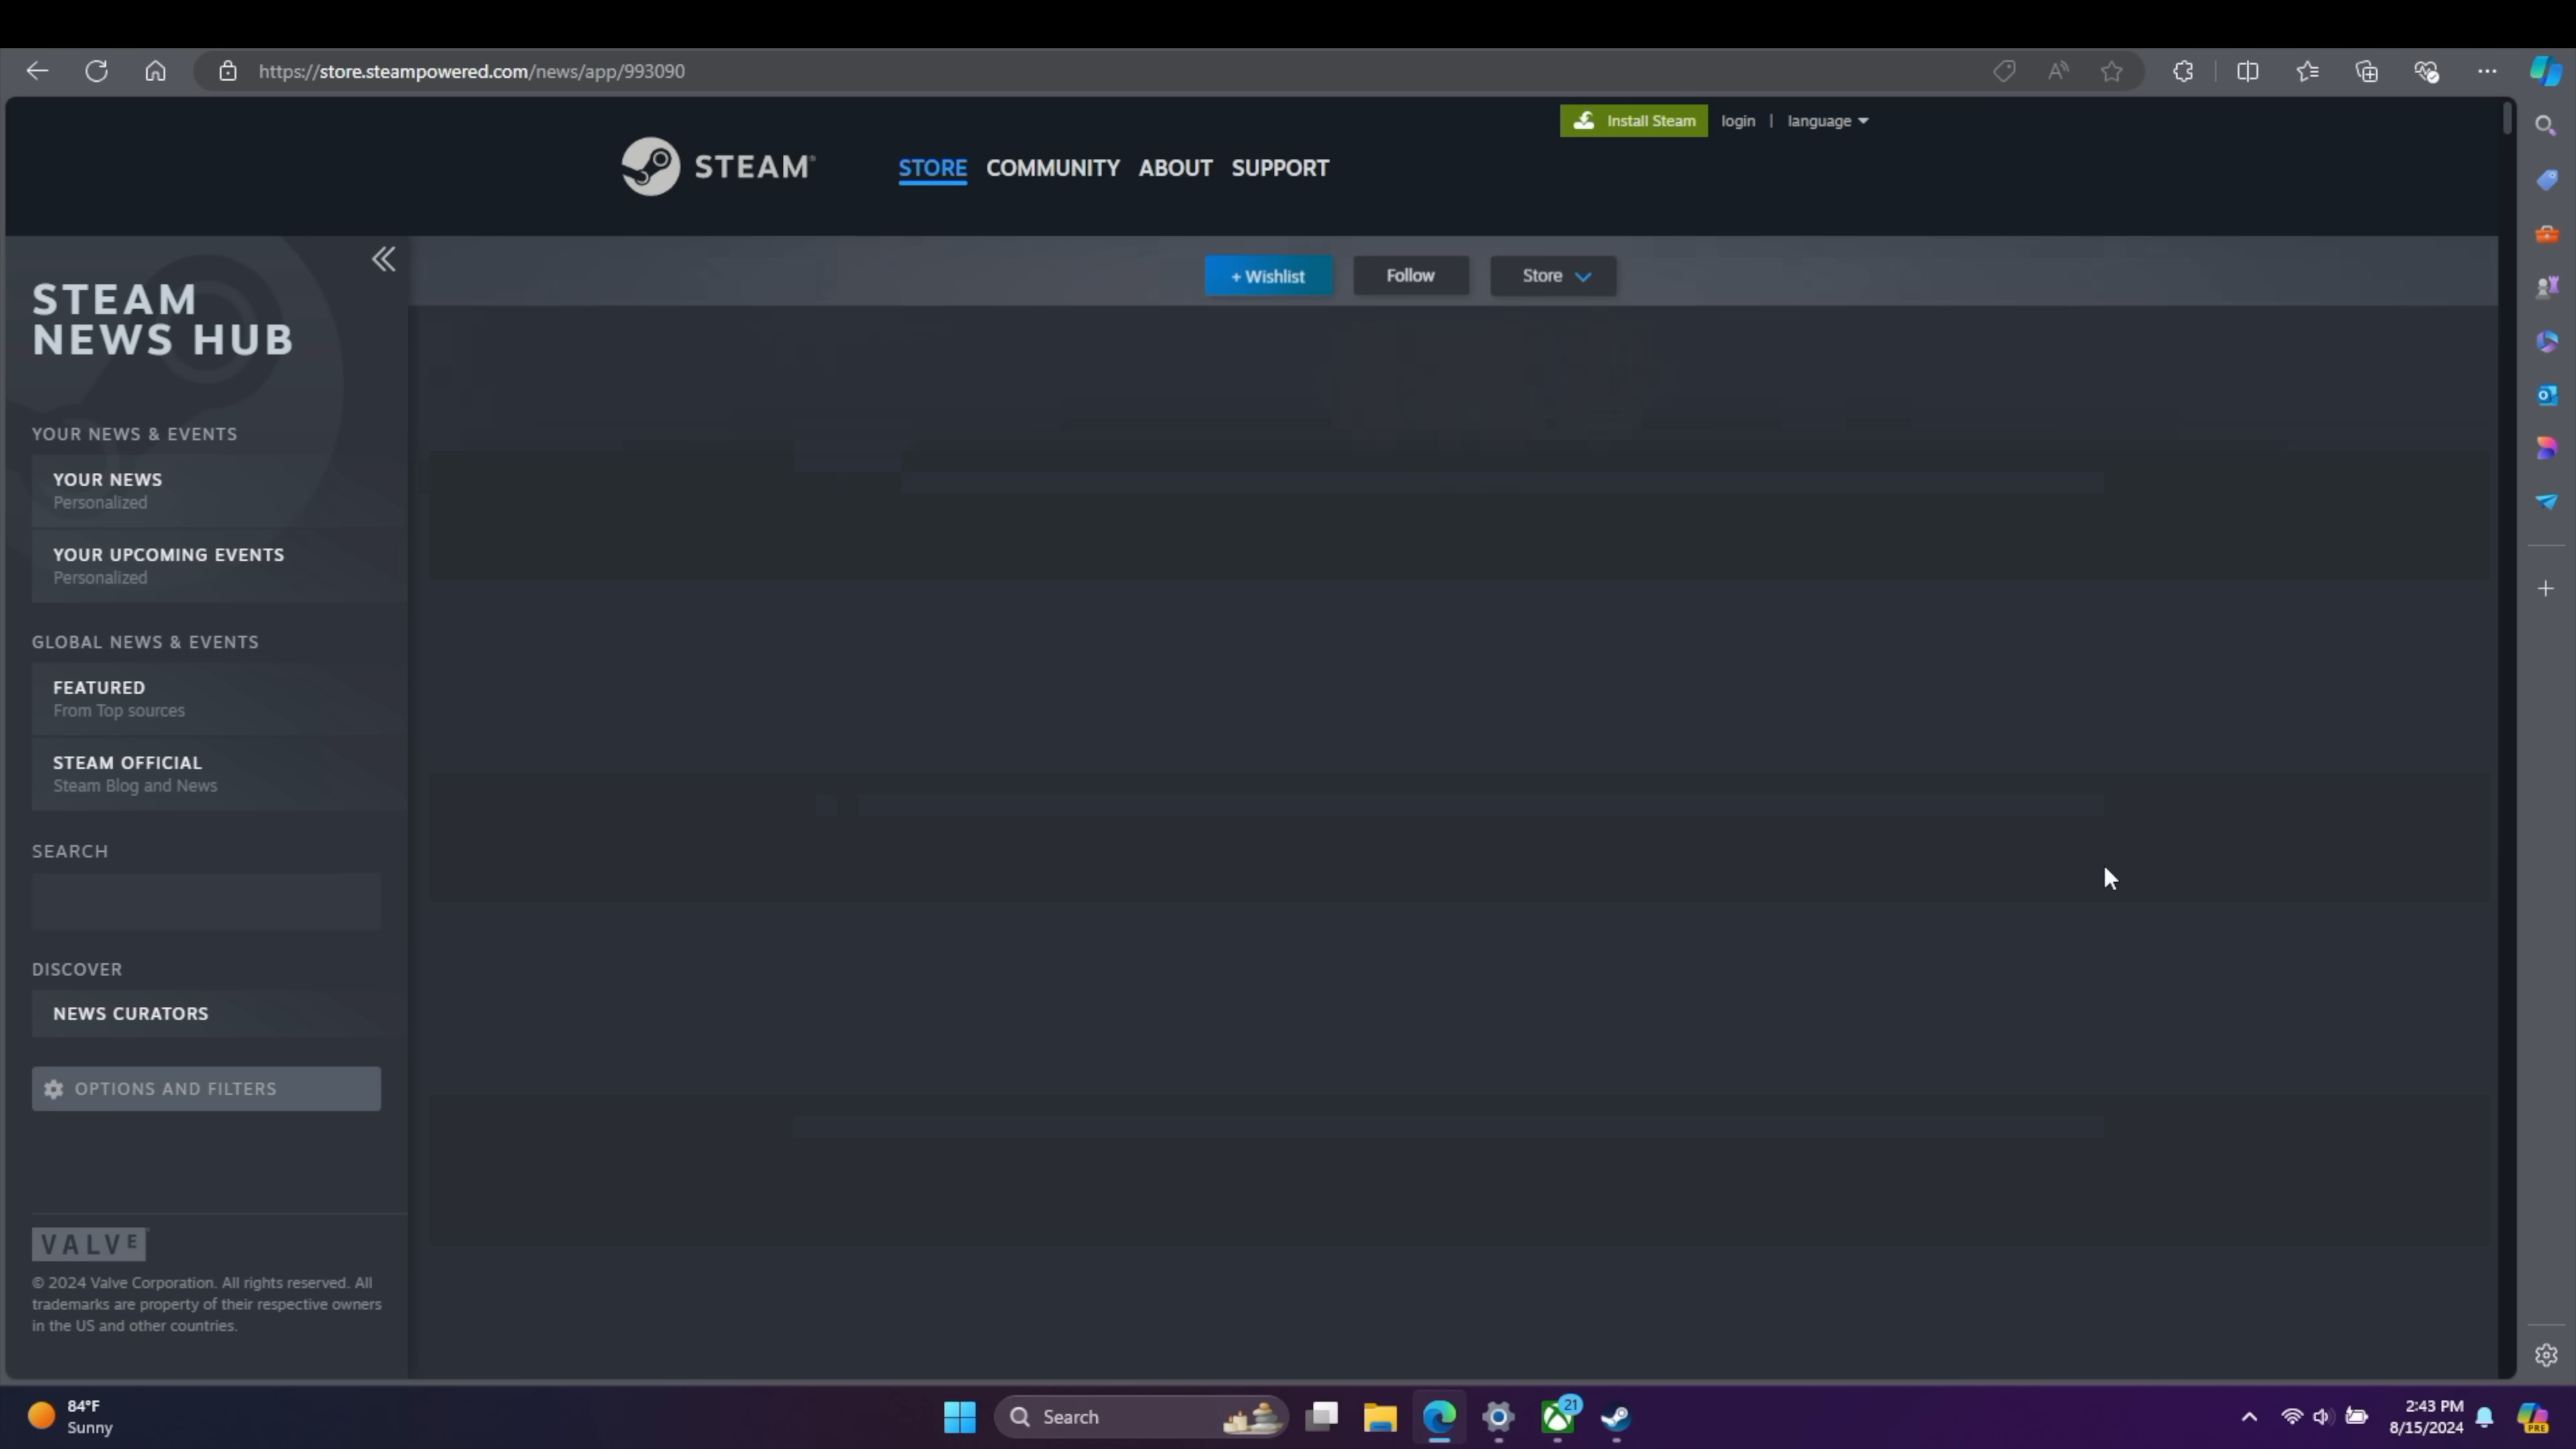 https://store.steampowered.com/news/app/993090
Install Steam
login | language
STEAM®
STORE COMMUNITY ABOUT SUPPORT
+ Wishlist
Follow
Store
STEAM
NEWS HUB
YOUR NEWS & EVENTS
YOUR NEWS
Personalized
YOUR UPCOMING EVENTS
Personalized
GLOBAL NEWS & EVENTS
FEATURED
From Top sources
STEAM OFFICIAL
Steam Blog and News
SEARCH
DISCOVER
NEWS CURATORS
OPTIONS AND FILTERS
VALVE
© 2024 Valve Corporation. All rights reserved. All
trademarks are property of their respective owners
in the US and other countries.
84°F
Sunny
Search
21
2:43 PM
8/15/2024
PRE